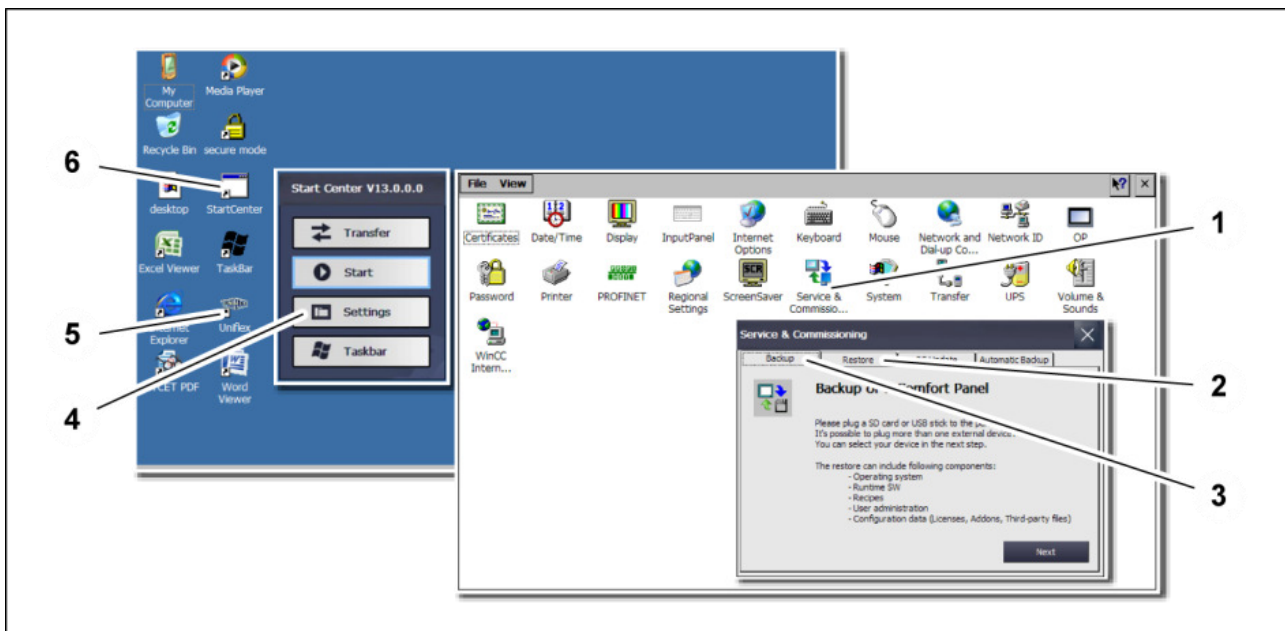 My
Computer
Media Player
Recycle Bin
secure mode
6
desktop
StartCenter
Excel Viewer
TaskBar
5
Explorer
Uniflex
4
PDF
Word
Viewer
Start Center V13.0.0.0
Transfer
Start
Settings
Taskbar
File View
Certificates
Date/Time
Display
InputPanel
Internet
Options
Keyboard
Mouse
Network and
Dial-up Co...
Network ID
OP
1
Password
Printer
PROFINET
Regional
Settings
SCR
ScreenSaver
Service &
Commissio...
System
Transfer
UPS
Volume &
Sounds
WinCC
Intern...
Service & Commissioning
Backup
Restore
Automatic Backup
2
Backup of Comfort Panel
Please plug a SD card or USB stick to the
It's possible to plug more than one external device.
You can select your device in the next step.
3
The restore can include following components:
- Operating system
- Runtime SW
- Recipes
- User administration
- Configuration data (Licenses, Addons, Third-party files)
Next